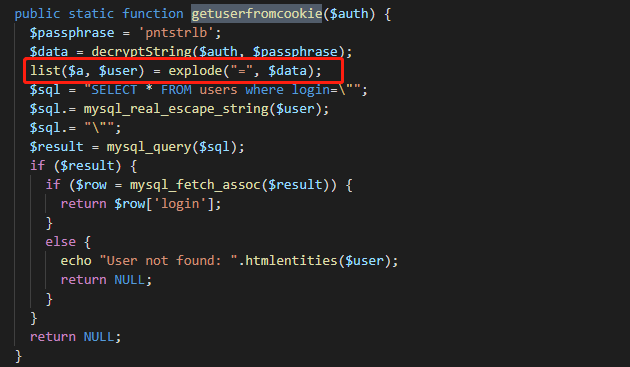 public static function getuserfromcookie($auth) {
$passphrase = 'pntstrlb';
$data = decryptString($auth, $passphrase);
list($a, $user) = explode("=", $data);
$sql = "SELECT * FROM users where login=\"";
$sql.= mysql_real_escape_string($user);
$sql.= "\"";
$result = mysql_query($sql);
if ($result) {
if ($row = mysql_fetch_assoc($result)) {
return $row['login'];
}
else {
echo "User not found: ".htmlentities($user);
return NULL;
}
}
return NULL;
}